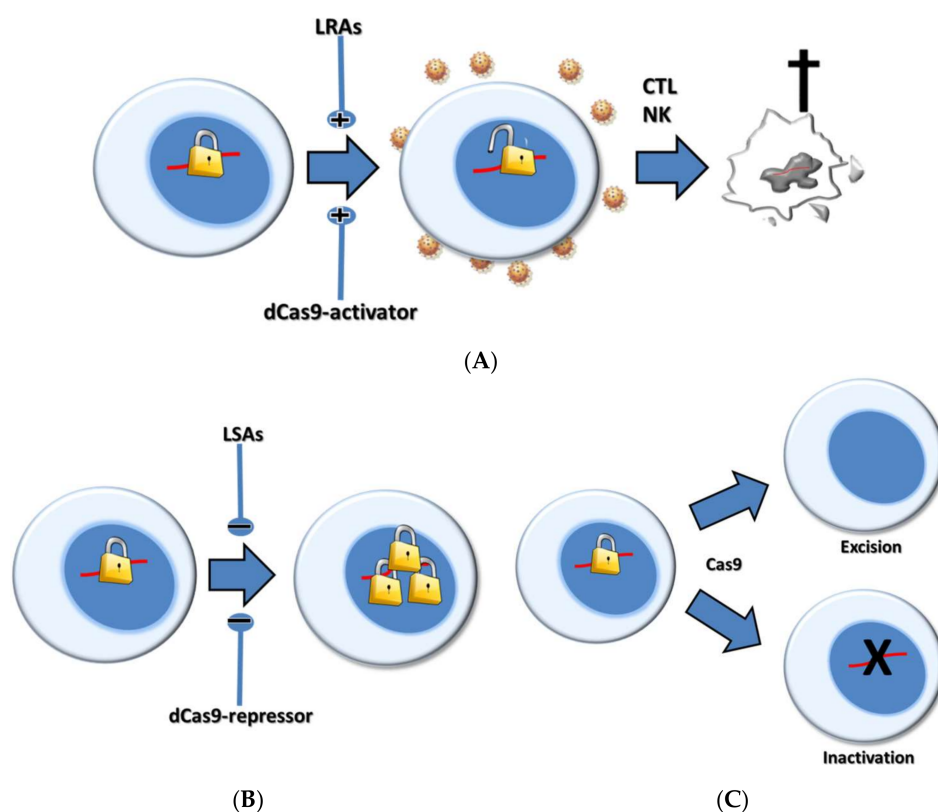 LRAs
CTL
NK
dCas9-activator
(A)
LSAs
dCas9-repressor
(B)
Cas9
Excision
X
Inactivation
(C)